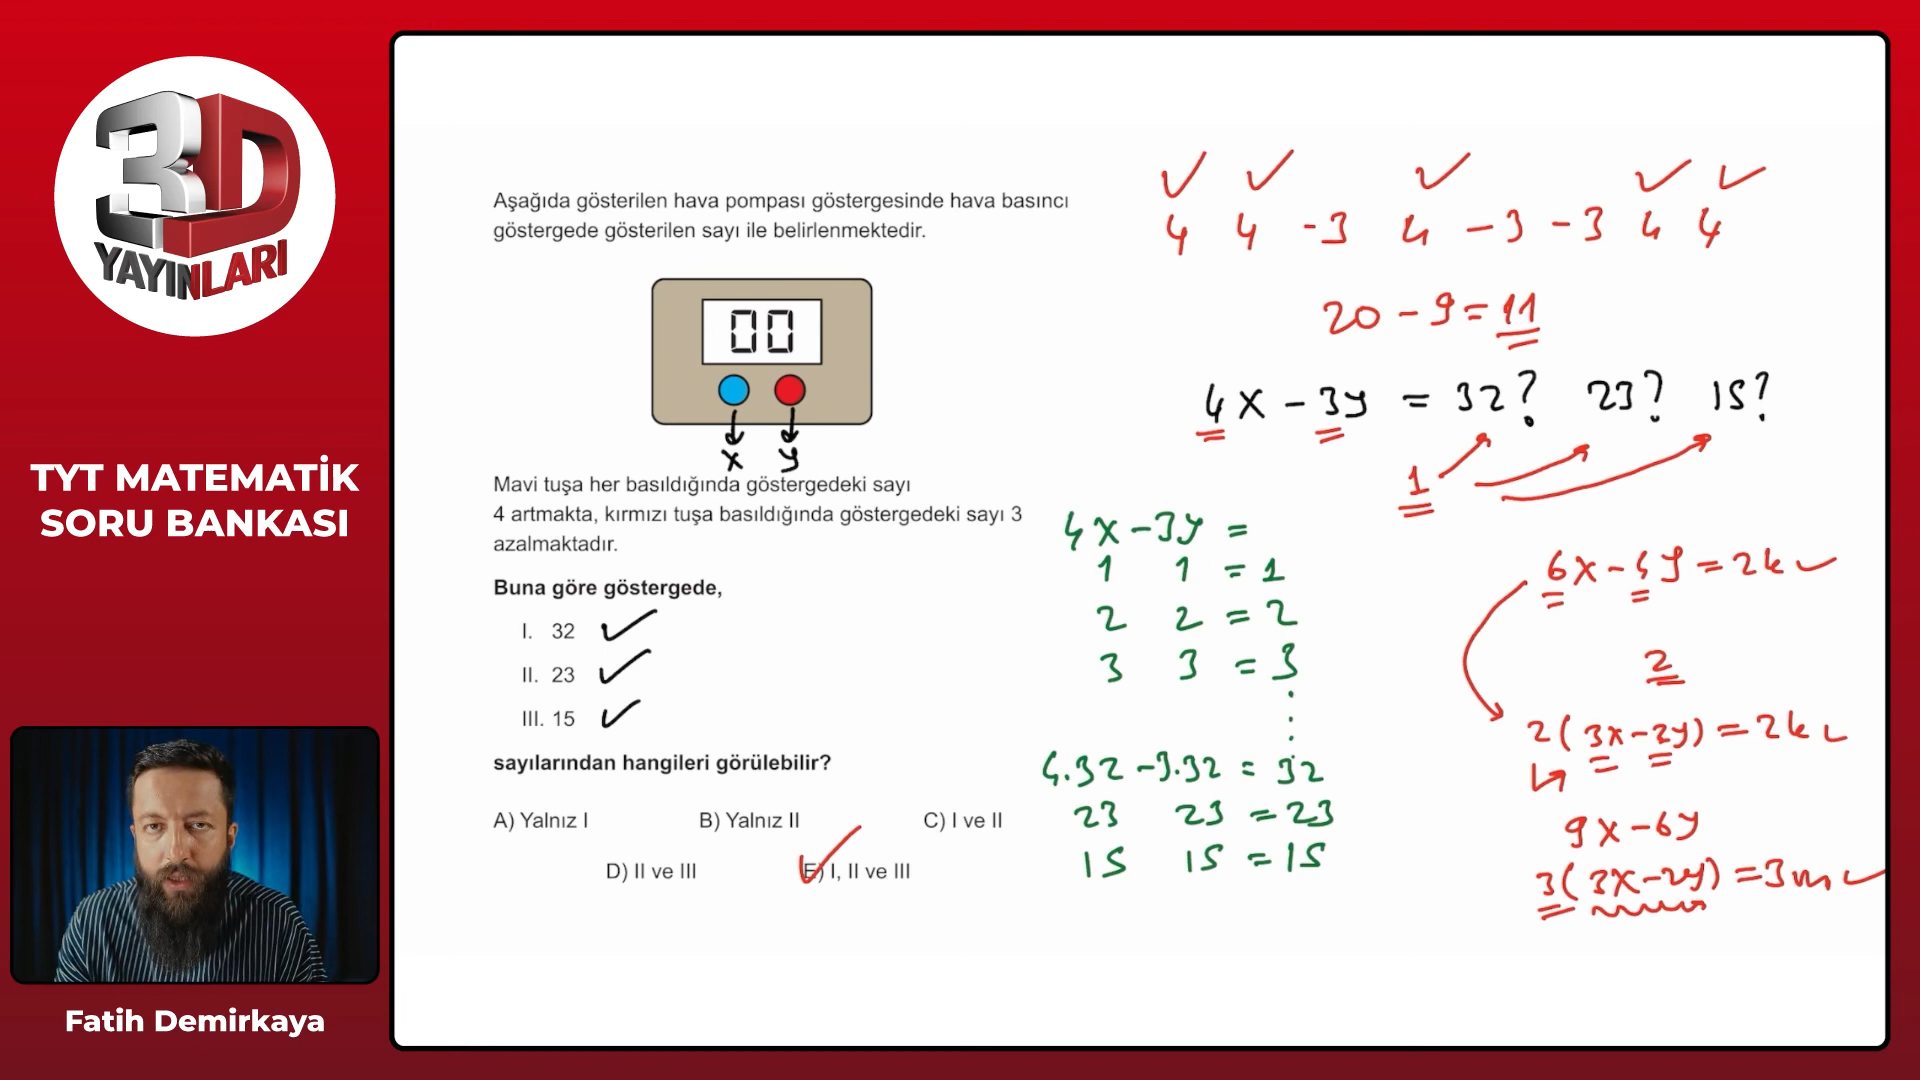 3D
YAYINLARI
TYT MATEMATİK
SORU BANKASI
Fatih Demirkaya
Aşağıda gösterilen hava pompası göstergesinde hava basıncı
göstergede gösterilen sayı ile belirlenmektedir.
00
x y
Mavi tuşa her basıldığında göstergedeki sayı
4 artmakta, kırmızı tuşa basıldığında göstergedeki sayı 3
azalmaktadır.
Buna göre göstergede,
I. 32
II. 23
III. 15
sayılarından hangileri görülebilir?
A) Yalnız I B) Yalnız II C) I ve II
D) II ve III E) I, II ve III
4 4 -3 4 -3 -3 4 4
20 - 9 = 11
4x - 3y = 32? 23? 15?
1
4x - 3y =
1 1 = 1
2 2 = 2
3 3 = 3
:
4.32 - 3.32 = 32
23 23 = 23
15 15 = 15
6x - 4y = 2k
2
2(3x - 2y) = 2k
9x - 6y
3(3x - 2y) = 3m